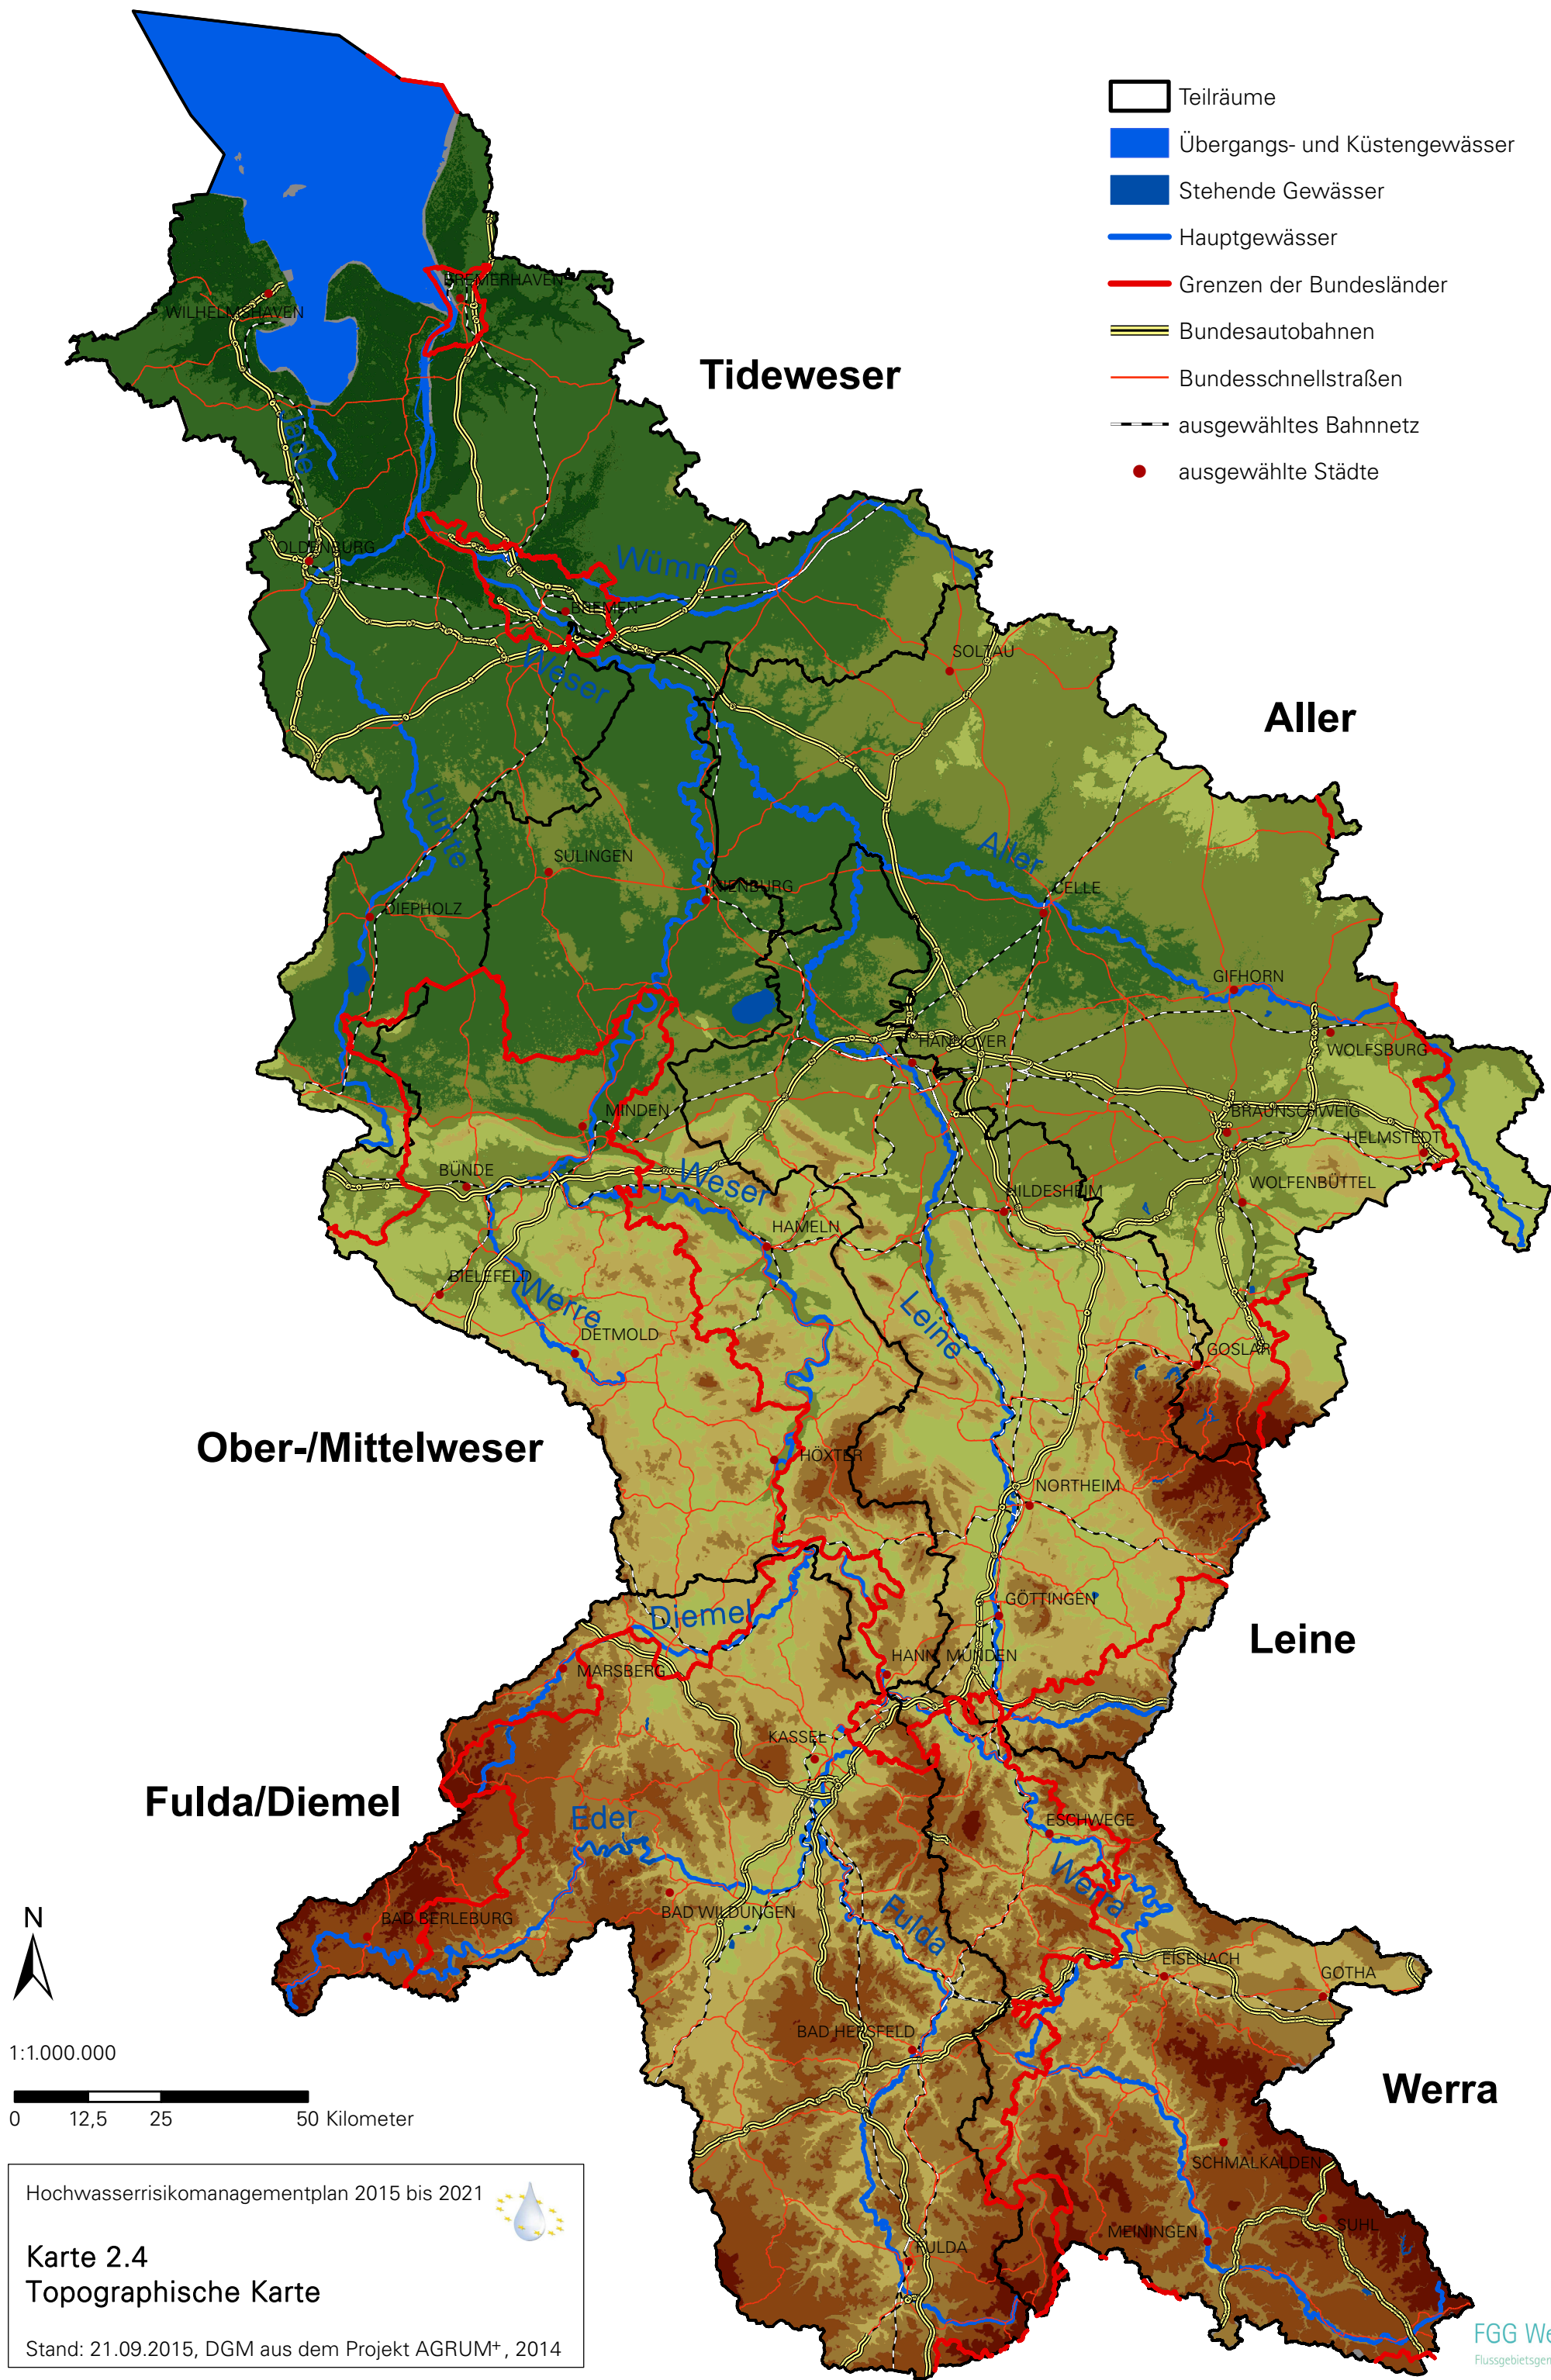 Teilräume
Übergangs- und Küstengewässer
Stehende Gewässer
Hauptgewässer
Grenzen der Bundesländer
Bundesautobahnen
Bundesschnellstraßen
ausgewähltes Bahnnetz
ausgewählte Städte
BREMERHAVEN
WILHELMSHAVEN
Tideweser
Jade
OLDENBURG
Wümme
BREMEN
SOLTAU
Weser
Aller
Hunte
Aller
SULINGEN
NIENBURG
CELLE
DIEPHOLZ
GIFHORN
HANNOVER
WOLFSBURG
MINDEN
BRAUNSCHWEIG
HELMSTEDT
BÜNDE
Weser
WOLFENBÜTTEL
HILDESHEIM
HAMELN
BIELEFELD
Werre
Leine
DETMOLD
GOSLAR
Ober-/Mittelweser
HÖXTER
NORTHEIM
GÖTTINGEN
Diemel
Leine
HANN. MÜNDEN
MARSBERG
KASSEL
Fulda/Diemel
Eder
ESCHWEGE
Werra
BAD WILDUNGEN
BAD BERLEBURG
Fulda
N
EISENACH
GOTHA
BAD HERSFELD
1:1.000.000
Werra
0 12,5 25 50 Kilometer
SCHMALKALDEN
Hochwasserrisikomanagementplan 2015 bis 2021
SUHL
MEININGEN
FULDA
Karte 2.4
Topographische Karte
Stand: 21.09.2015, DGM aus dem Projekt AGRUM+, 2014
FGG We
Flussgebietsgen